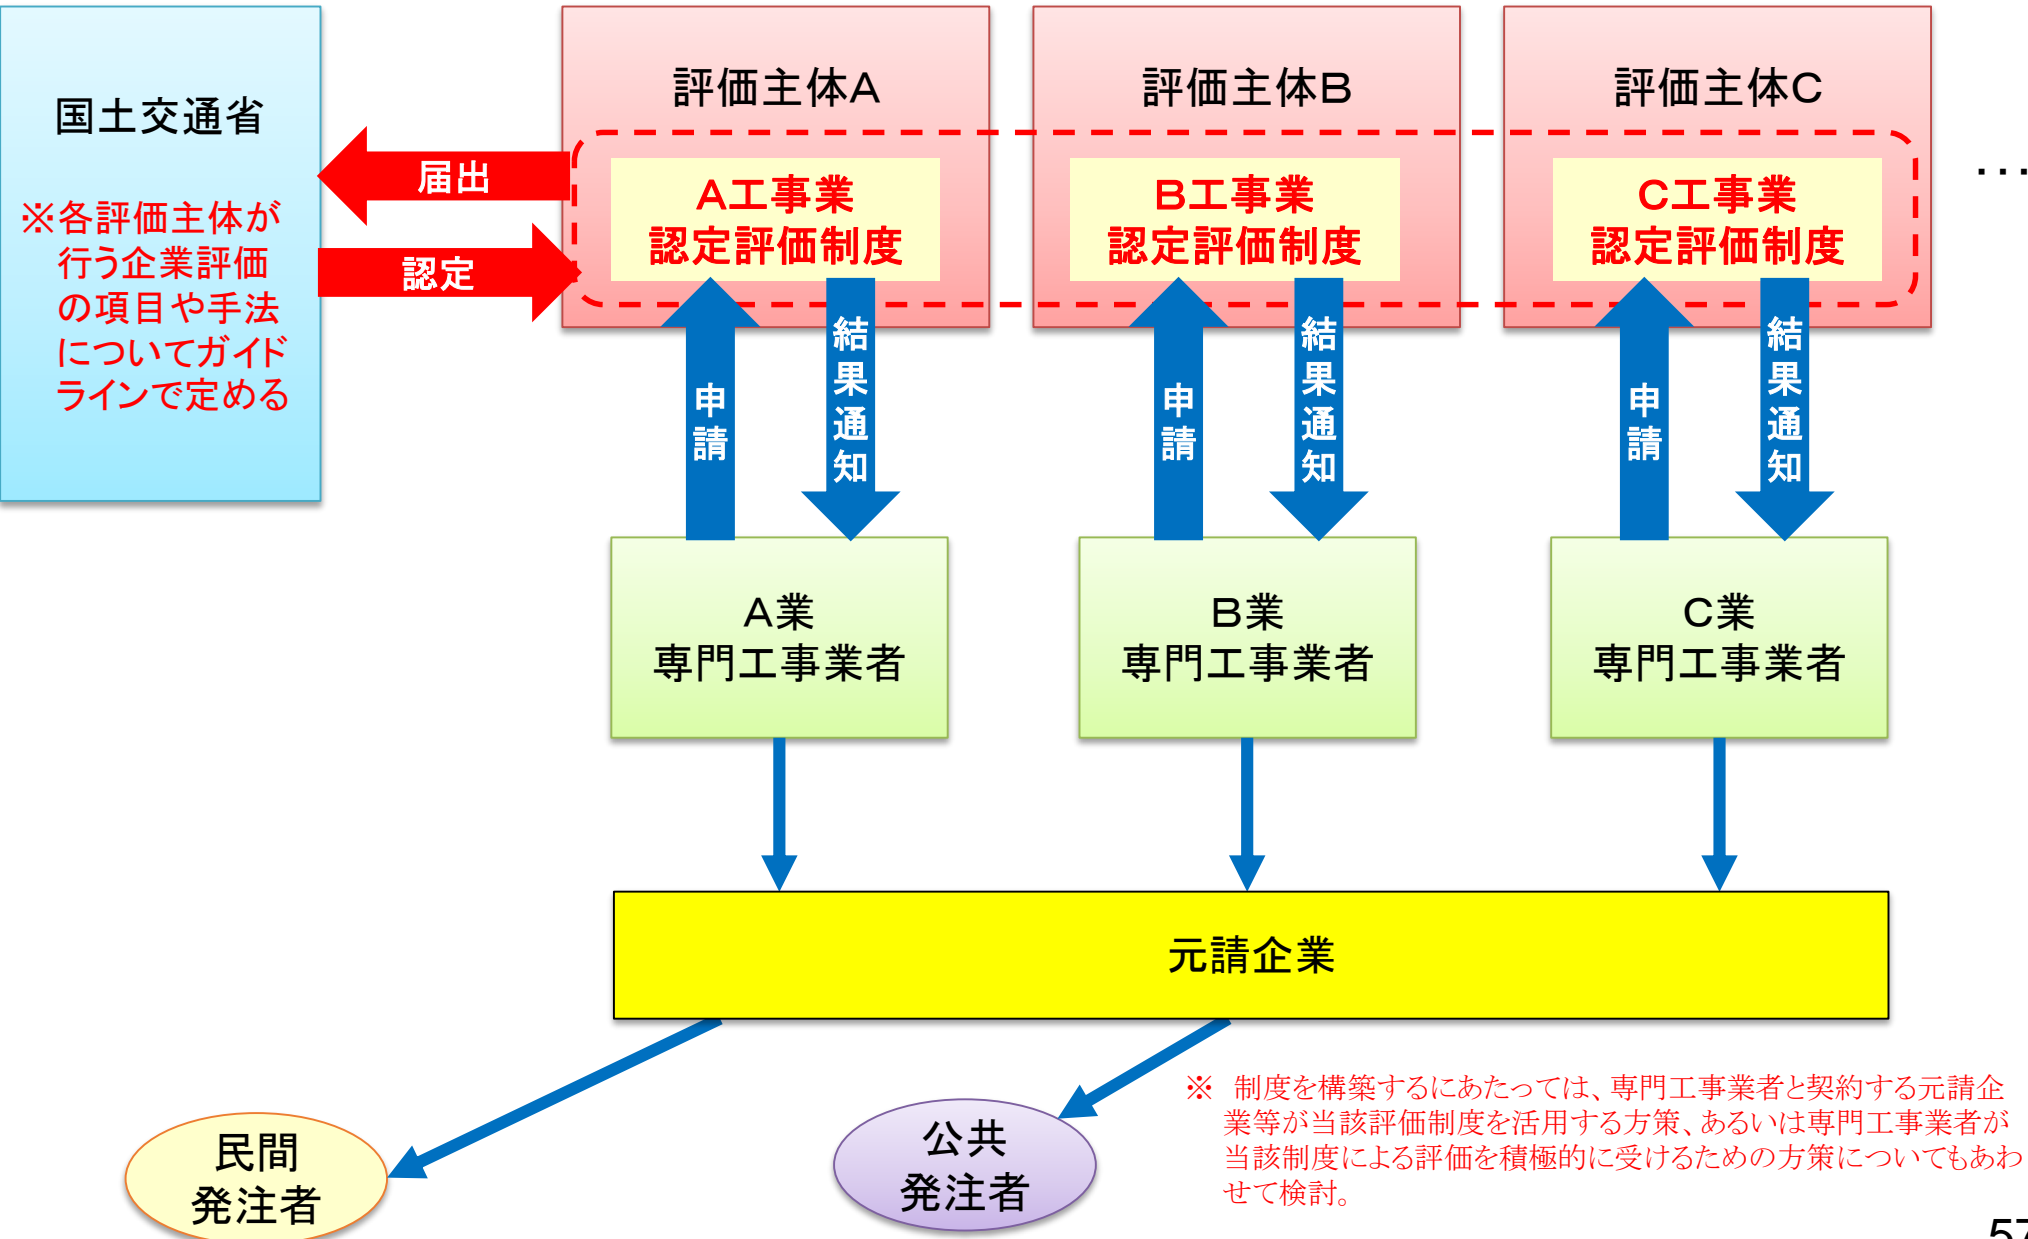 国土交通省
※各評価主体が
行う企業評価
の項目や手法
についてガイド
ラインで定める
届出
認定
評価主体A
A工事業
認定評価制度
評価主体B
B工事業
認定評価制度
評価主体C
C工事業
認定評価制度
…
申請
結果通知
申請
結果通知
申請
結果通知
A業
専門工事業者
B業
専門工事業者
C業
専門工事業者
元請企業
民間
発注者
公共
発注者
※ 制度を構築するにあたっては、専門工事業者と契約する元請企
業等が当該評価制度を活用する方策、あるいは専門工事業者が
当該制度による評価を積極的に受けるための方策についてもあわ
せて検討。
57